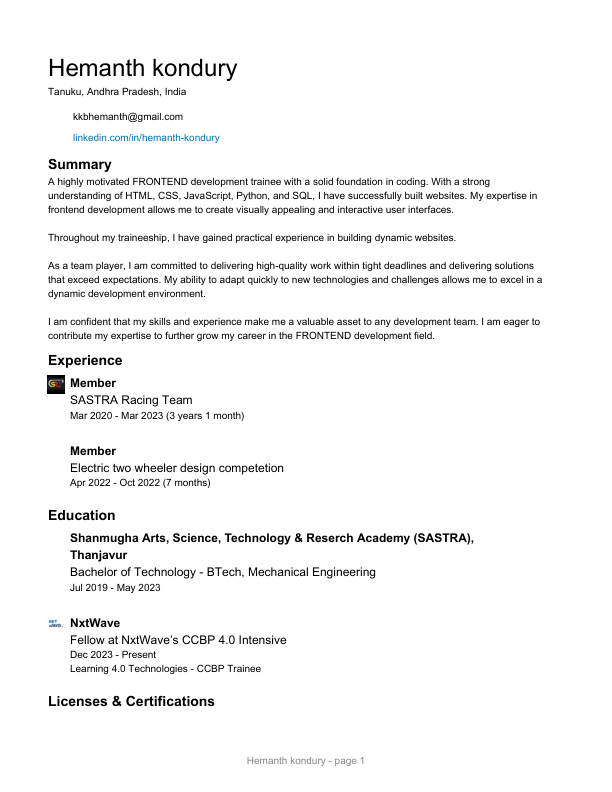 Hemanth kondury
Tanuku, Andhra Pradesh, India
kkbhemanth@gmail.com
linkedin.com/in/hemanth-kondury
Summary
A highly motivated FRONTEND development trainee with a solid foundation in coding. With a strong
understanding of HTML, CSS, JavaScript, Python, and SQL, I have successfully built websites. My expertise in
frontend development allows me to create visually appealing and interactive user interfaces.
Throughout my traineeship, I have gained practical experience in building dynamic websites.
As a team player, I am committed to delivering high-quality work within tight deadlines and delivering solutions
that exceed expectations. My ability to adapt quickly to new technologies and challenges allows me to excel in a
dynamic development environment.
I am confident that my skills and experience make me a valuable asset to any development team. I am eager to
contribute my expertise to further grow my career in the FRONTEND development field.
Experience
Member
SASTRA Racing Team
Mar 2020 - Mar 2023 (3 years 1 month)
Member
Electric two wheeler design competetion
Apr 2022 - Oct 2022 (7 months)
Education
Shanmugha Arts, Science, Technology & Reserch Academy (SASTRA),
Thanjavur
Bachelor of Technology - BTech, Mechanical Engineering
Jul 2019 - May 2023
NxtWave
Fellow at NxtWave’s CCBP 4.0 Intensive
Dec 2023 - Present
Learning 4.0 Technologies - CCBP Trainee
Licenses & Certifications
Hemanth kondury - page 1